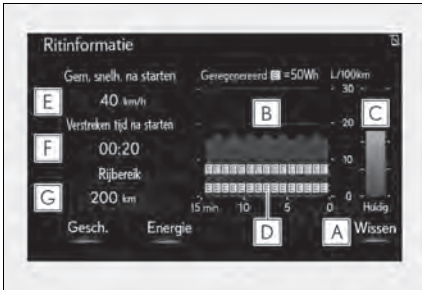 Ritinformatie
Gem. snelh. na starten
E
40 km/h
Verstreken tijd na starten
F
00:20
Rijbereik
G
200 km
Gesch.
Energie
Geregenereerd E =50Wh
L/100km
30
B
C
20
10
0
15 min.
10
5
0
Huidig
D
A
Wissen